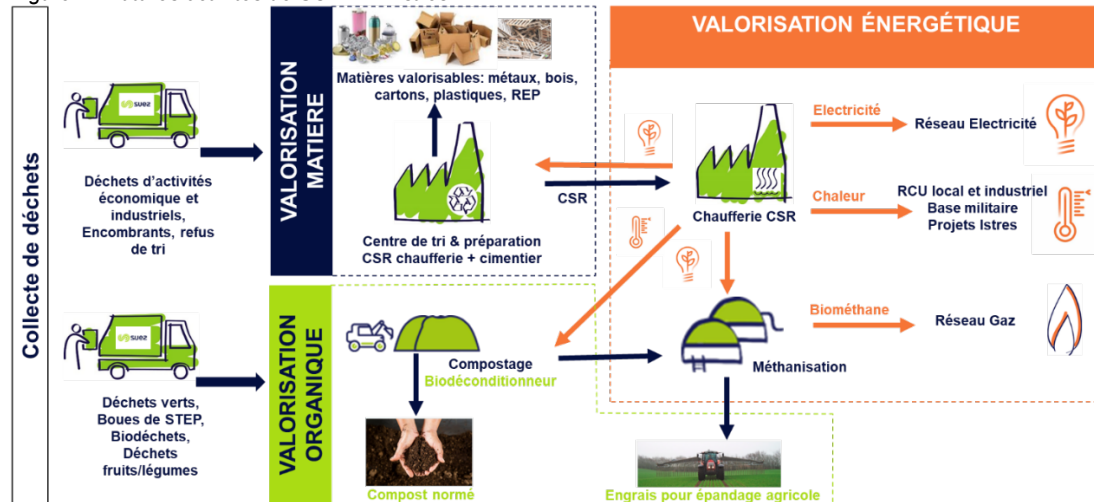 VALORISATION ÉNERGÉTIQUE
Collecte de déchets
suez
Déchets d'activités
économique et
industriels,
Encombrants, refus
de tri
VALORISATION
MATIERE
Matières valorisables: métaux, bois,
cartons, plastiques, REP
Centre de tri & préparation
CSR chaufferie + cimentier
CSR
Chaufferie CSR
Electricité
Réseau Electricité
Chaleur
RCU local et industriel
Base militaire
Projets Istres
Biométhane
Réseau Gaz
suez
Déchets verts,
Boues de STEP,
Biodéchets,
Déchets
fruits/légumes
VALORISATION
ORGANIQUE
Compostage
Biodéconditionneur
Méthanisation
Compost normé
Engrais pour épandage agricole